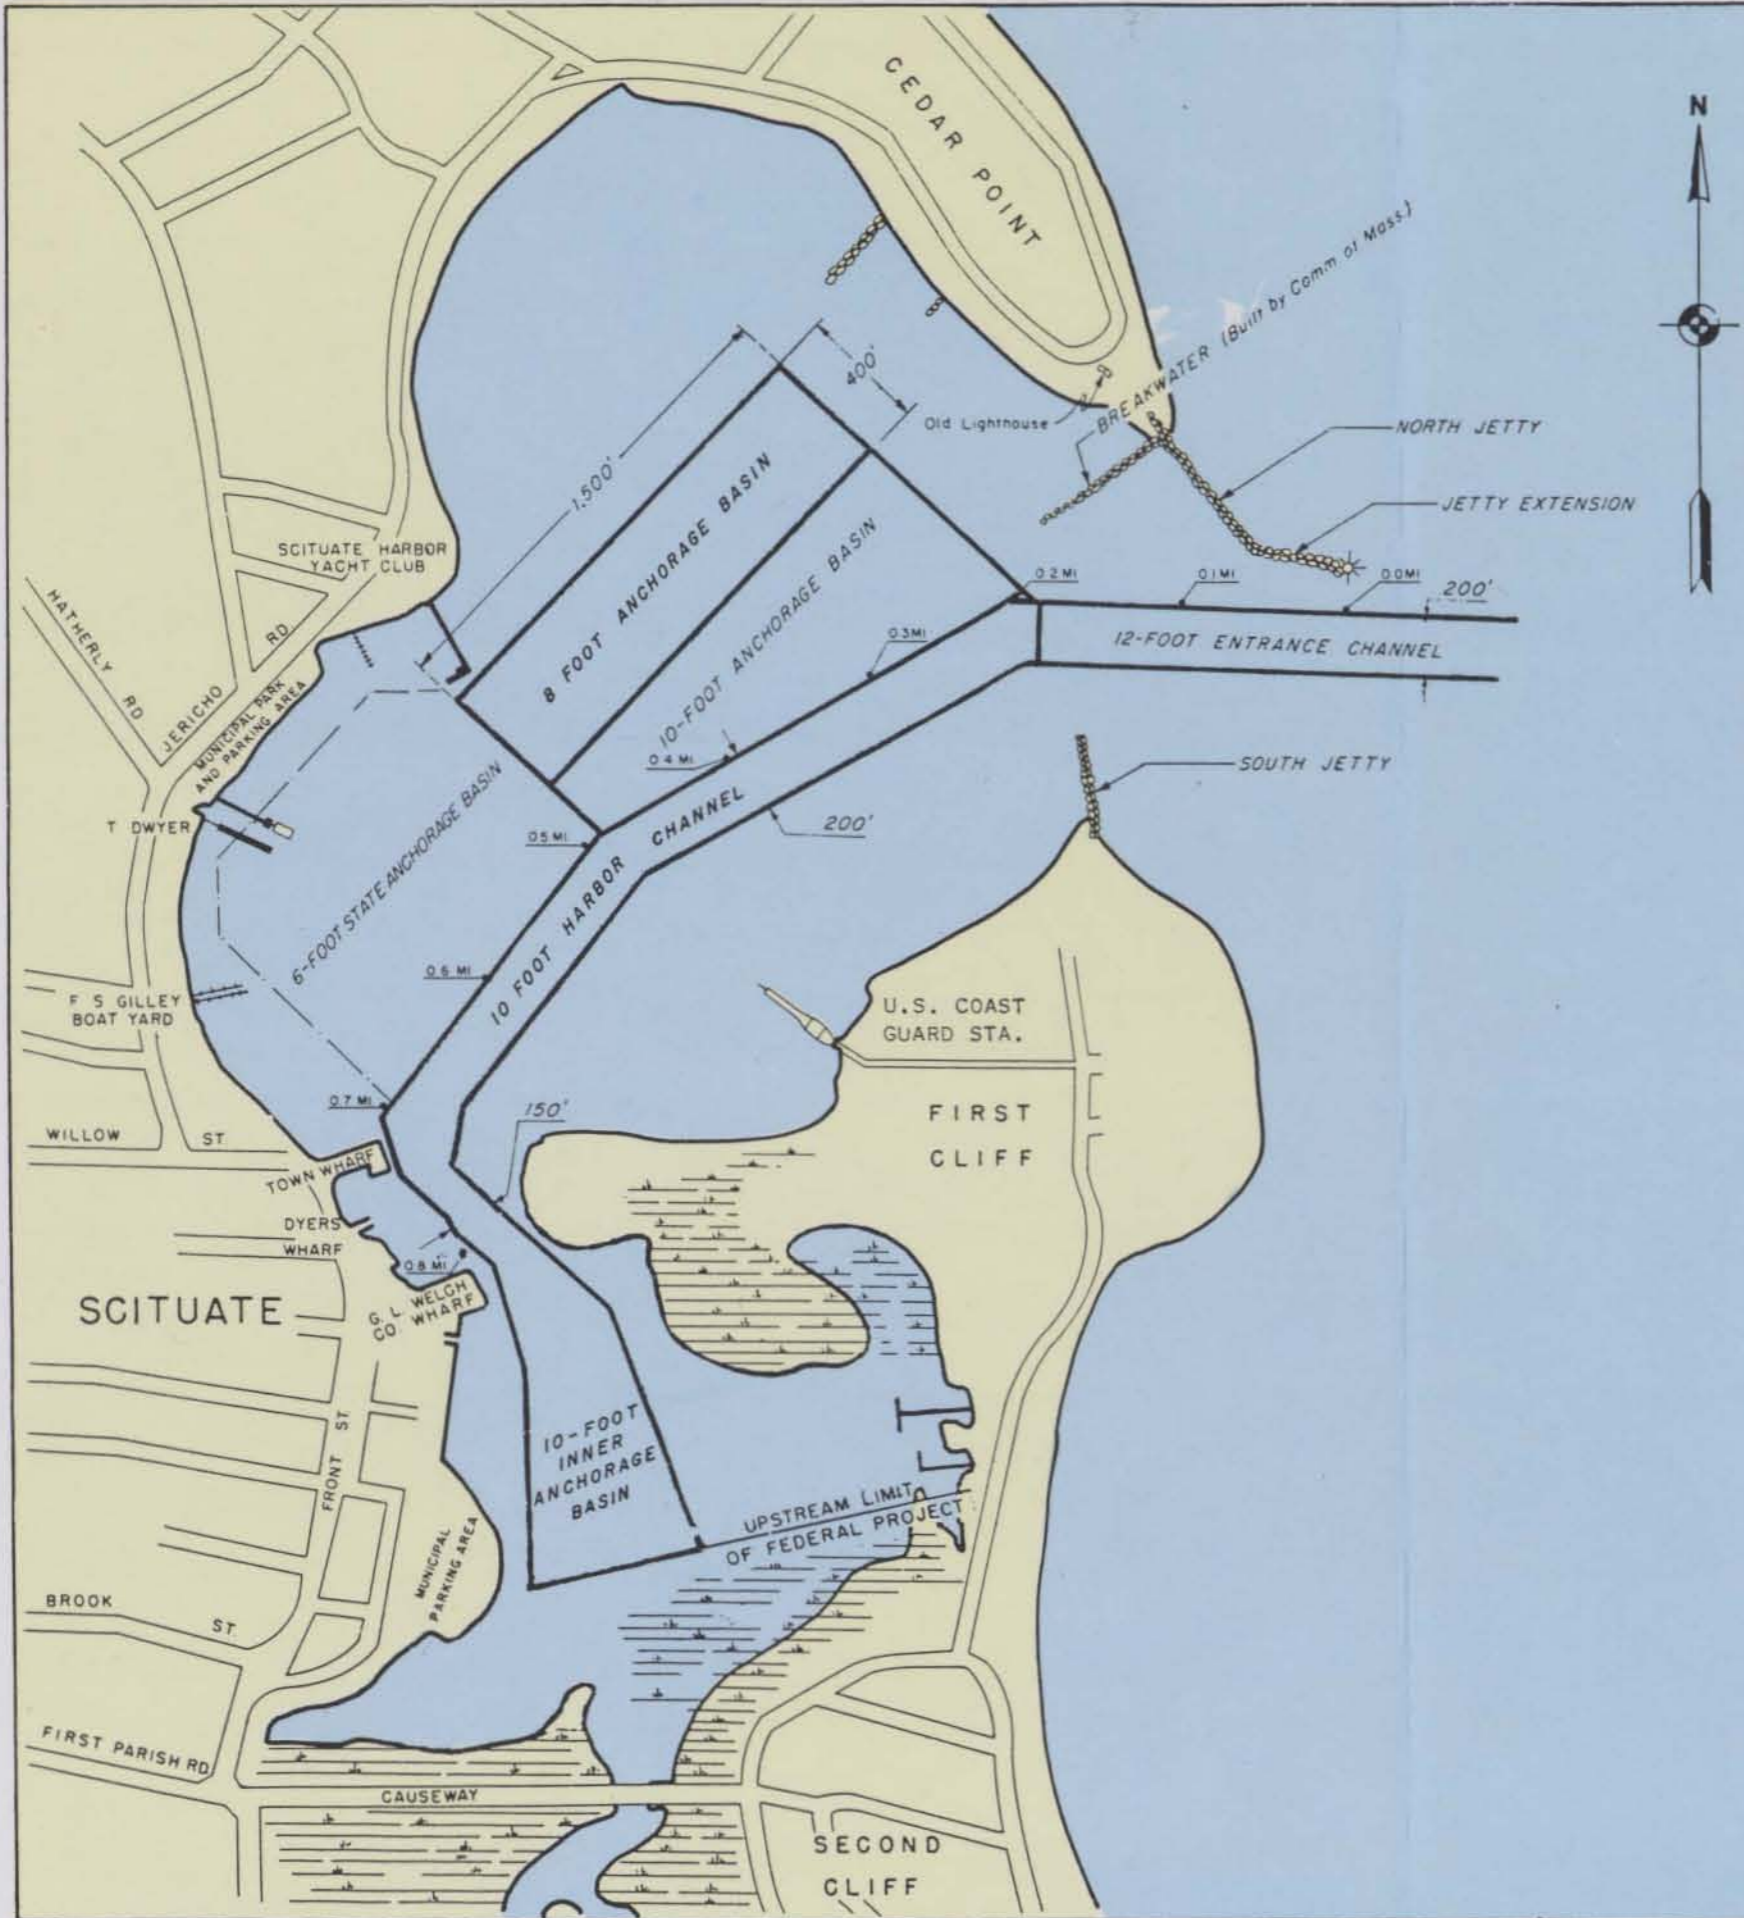 CEDAR POINT
N
BREAKWATER (Built by Comm. of Mass.)
400'
1,500'
Old Lighthouse
NORTH JETTY
JETTY EXTENSION
8 FOOT ANCHORAGE BASIN
10-FOOT ANCHORAGE BASIN
SCITUATE HARBOR
YACHT CLUB
0.2 MI
0.1 MI
0.0 MI
200'
HATHERLY RD
JERICHO RD
0.3 MI
12-FOOT ENTRANCE CHANNEL
MUNICIPAL PARK
AND PARKING AREA
0.4 MI
SOUTH JETTY
6-FOOT STATE ANCHORAGE BASIN
T DWYER
0.5 MI
200'
10 FOOT HARBOR CHANNEL
0.6 MI
F S GILLEY
BOAT YARD
U.S. COAST
GUARD STA.
0.7 MI
150'
FIRST
CLIFF
WILLOW ST.
TOWN WHARF
DYERS
WHARF
0.8 MI
G. L. WELCH
CO. WHARF
SCITUATE
FRONT ST.
10-FOOT
INNER
ANCHORAGE
BASIN
UPSTREAM LIMIT
OF FEDERAL PROJECT
MUNICIPAL
PARKING AREA
BROOK ST.
FIRST PARISH RD.
CAUSEWAY
SECOND
CLIFF